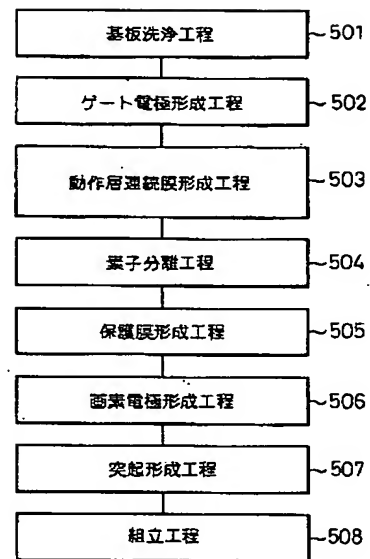 基板洗浄工程 ~501
ゲート電極形成工程 ~502
動作層連続膜形成工程 ~503
素子分離工程 ~504
保護膜形成工程 ~505
画素電極形成工程 ~506
突起形成工程 ~507
組立工程 ~508